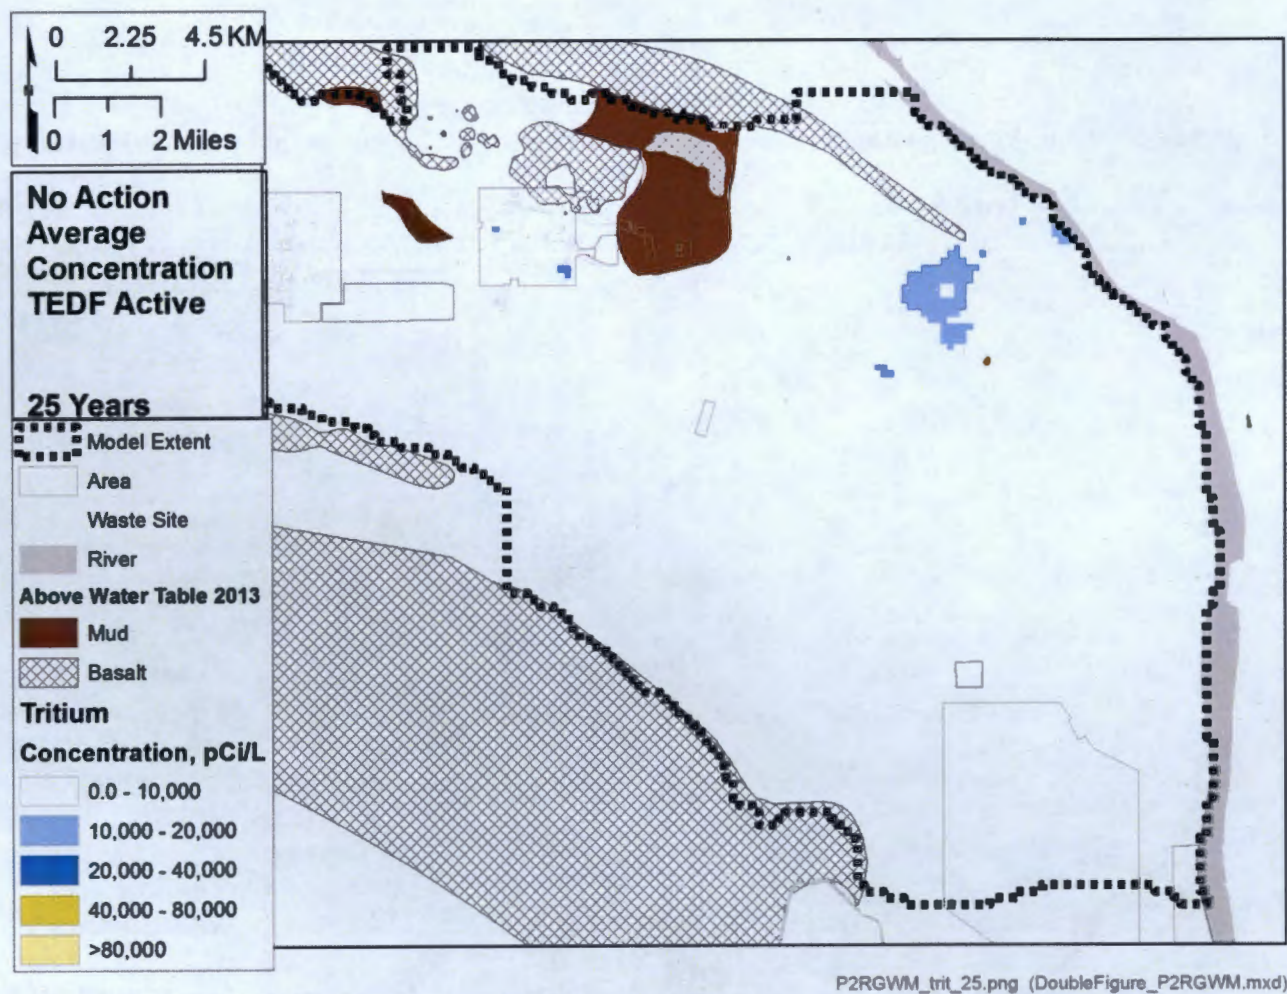 0 2.25 4.5 KM
0 1 2 Miles
No Action
Average
Concentration
TEDF Active
25 Years
Model Extent
Area
Waste Site
River
Above Water Table 2013
Mud
Basalt
Tritium
Concentration, pCi/L
0.0 - 10,000
10,000 - 20,000
20,000 - 40,000
40,000 - 80,000
>80,000
P2RGWM_trit_25.png (DoubleFigure_P2RGWM.mxd)